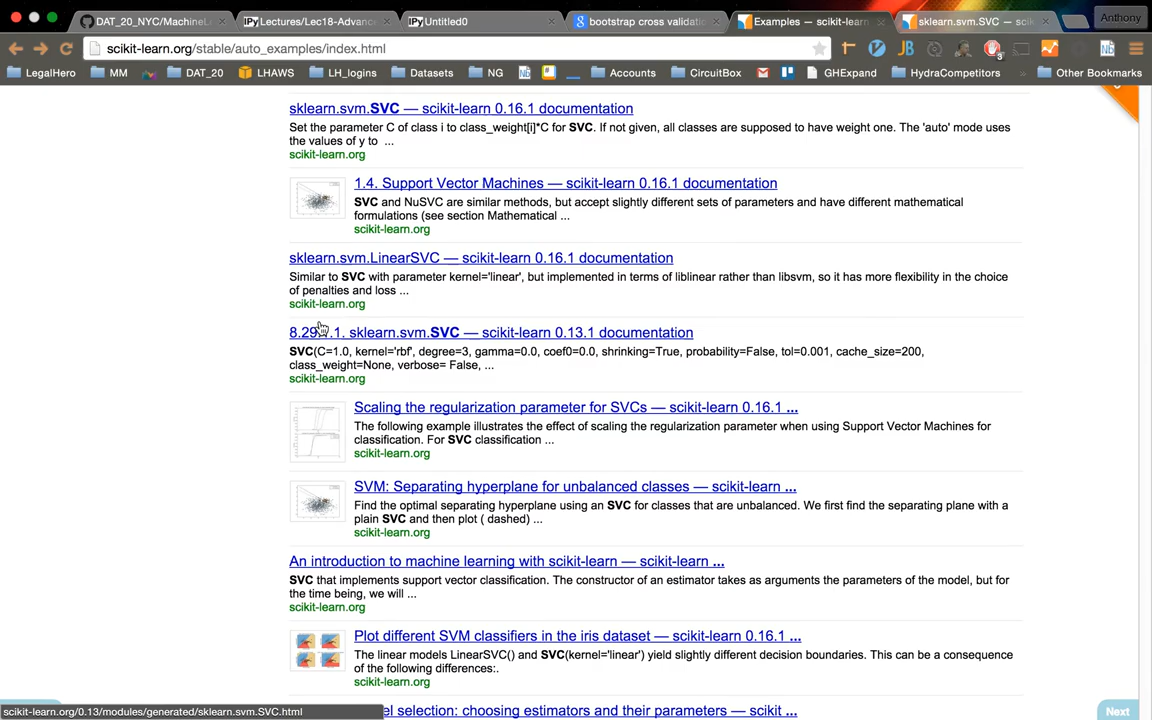 DAT_20_NYC/MachineLe
IPy Lectures/Lec18-Advance
IPy Untitled0
bootstrap cross validatio
Examples — scikit-learn
sklearn.svm.SVC — sci
Anthony
scikit-learn.org/stable/auto_examples/index.html
LegalHero
MM
DAT_20
LHAWS
LH_logins
Datasets
NG
Accounts
CircuitBox
GHExpand
HydraCompetitors
»
Other Bookmarks
sklearn.svm.SVC — scikit-learn 0.16.1 documentation
Set the parameter C of class i to class_weight[i]*C for SVC. If not given, all classes are supposed to have weight one. The 'auto' mode uses
the values of y to ...
scikit-learn.org
1.4. Support Vector Machines — scikit-learn 0.16.1 documentation
SVC and NuSVC are similar methods, but accept slightly different sets of parameters and have different mathematical
formulations (see section Mathematical ...
scikit-learn.org
sklearn.svm.LinearSVC — scikit-learn 0.16.1 documentation
Similar to SVC with parameter kernel='linear', but implemented in terms of liblinear rather than libsvm, so it has more flexibility in the choice
of penalties and loss ...
scikit-learn.org
sklearn.svm.SVC — scikit-learn 0.13.1 documentation
SVC(C=1.0, kernel='rbf', degree=3, gamma=0.0, coef0=0.0, shrinking=True, probability=False, tol=0.001, cache_size=200,
class_weight=None, verbose= False, ...
scikit-learn.org
Scaling the regularization parameter for SVCs — scikit-learn 0.16.1 ...
The following example illustrates the effect of scaling the regularization parameter when using Support Vector Machines for
classification. For SVC classification ...
scikit-learn.org
SVM: Separating hyperplane for unbalanced classes — scikit-learn ...
Find the optimal separating hyperplane using an SVC for classes that are unbalanced. We first find the separating plane with a
plain SVC and then plot ( dashed) ...
scikit-learn.org
An introduction to machine learning with scikit-learn — scikit-learn ...
SVC that implements support vector classification. The constructor of an estimator takes as arguments the parameters of the model, but for
the time being, we will ...
scikit-learn.org
Plot different SVM classifiers in the iris dataset — scikit-learn 0.16.1 ...
The linear models LinearSVC() and SVC(kernel='linear') yield slightly different decision boundaries. This can be a consequence
of the following differences:.
scikit-learn.org
selection: choosing estimators and their parameters — scikit ...
scikit-learn.org/0.13/modules/generated/sklearn.svm.SVC.html
Next